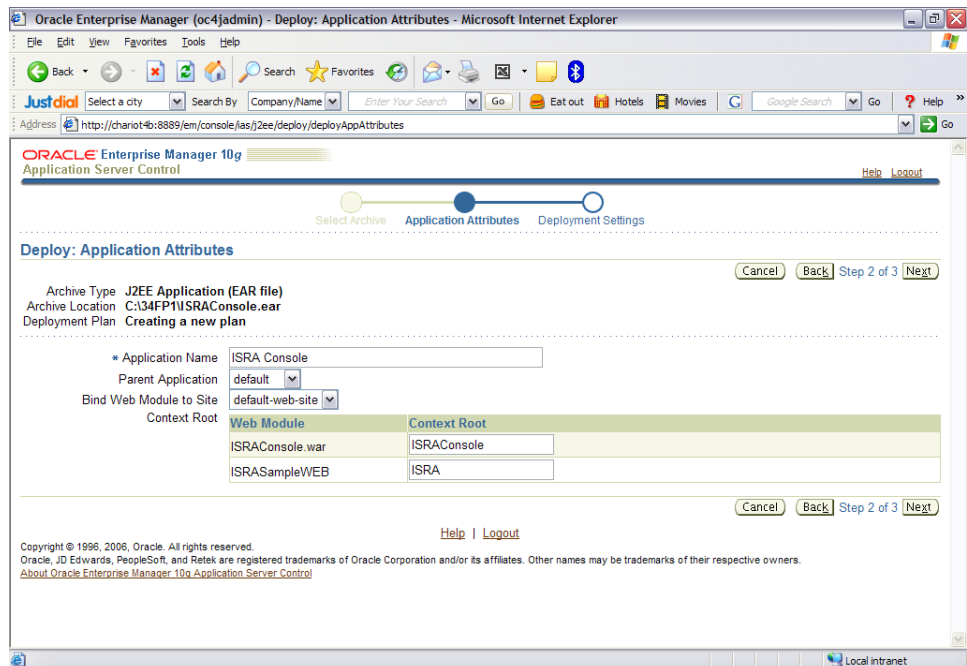 Oracle Enterprise Manager (oc4jadmin) - Deploy: Application Attributes - Microsoft Internet Explorer
File Edit View Favorites Tools Help
Back Search Favorites
Justdial Select a city Search By Company/Name Enter Your Search Go Eat out Hotels Movies G Google Search Go ? Help »
Address http://chariot4b:8889/em/console/ias/j2ee/deploy/deployAppAttributes Go
ORACLE Enterprise Manager 10g
Application Server Control Help Logout
Select Archive Application Attributes Deployment Settings
Deploy: Application Attributes
Cancel Back Step 2 of 3 Next
Archive Type J2EE Application (EAR file)
Archive Location C:\34FP1\ISRAConsole.ear
Deployment Plan Creating a new plan
* Application Name ISRA Console
Parent Application default
Bind Web Module to Site default-web-site
Context Root
Web Module Context Root
ISRAConsole.war ISRAConsole
ISRASampleWEB ISRA
Cancel Back Step 2 of 3 Next
Help | Logout
Copyright © 1996, 2006, Oracle. All rights reserved.
Oracle, JD Edwards, PeopleSoft, and Retek are registered trademarks of Oracle Corporation and/or its affiliates. Other names may be trademarks of their respective owners.
About Oracle Enterprise Manager 10g Application Server Control
Local intranet